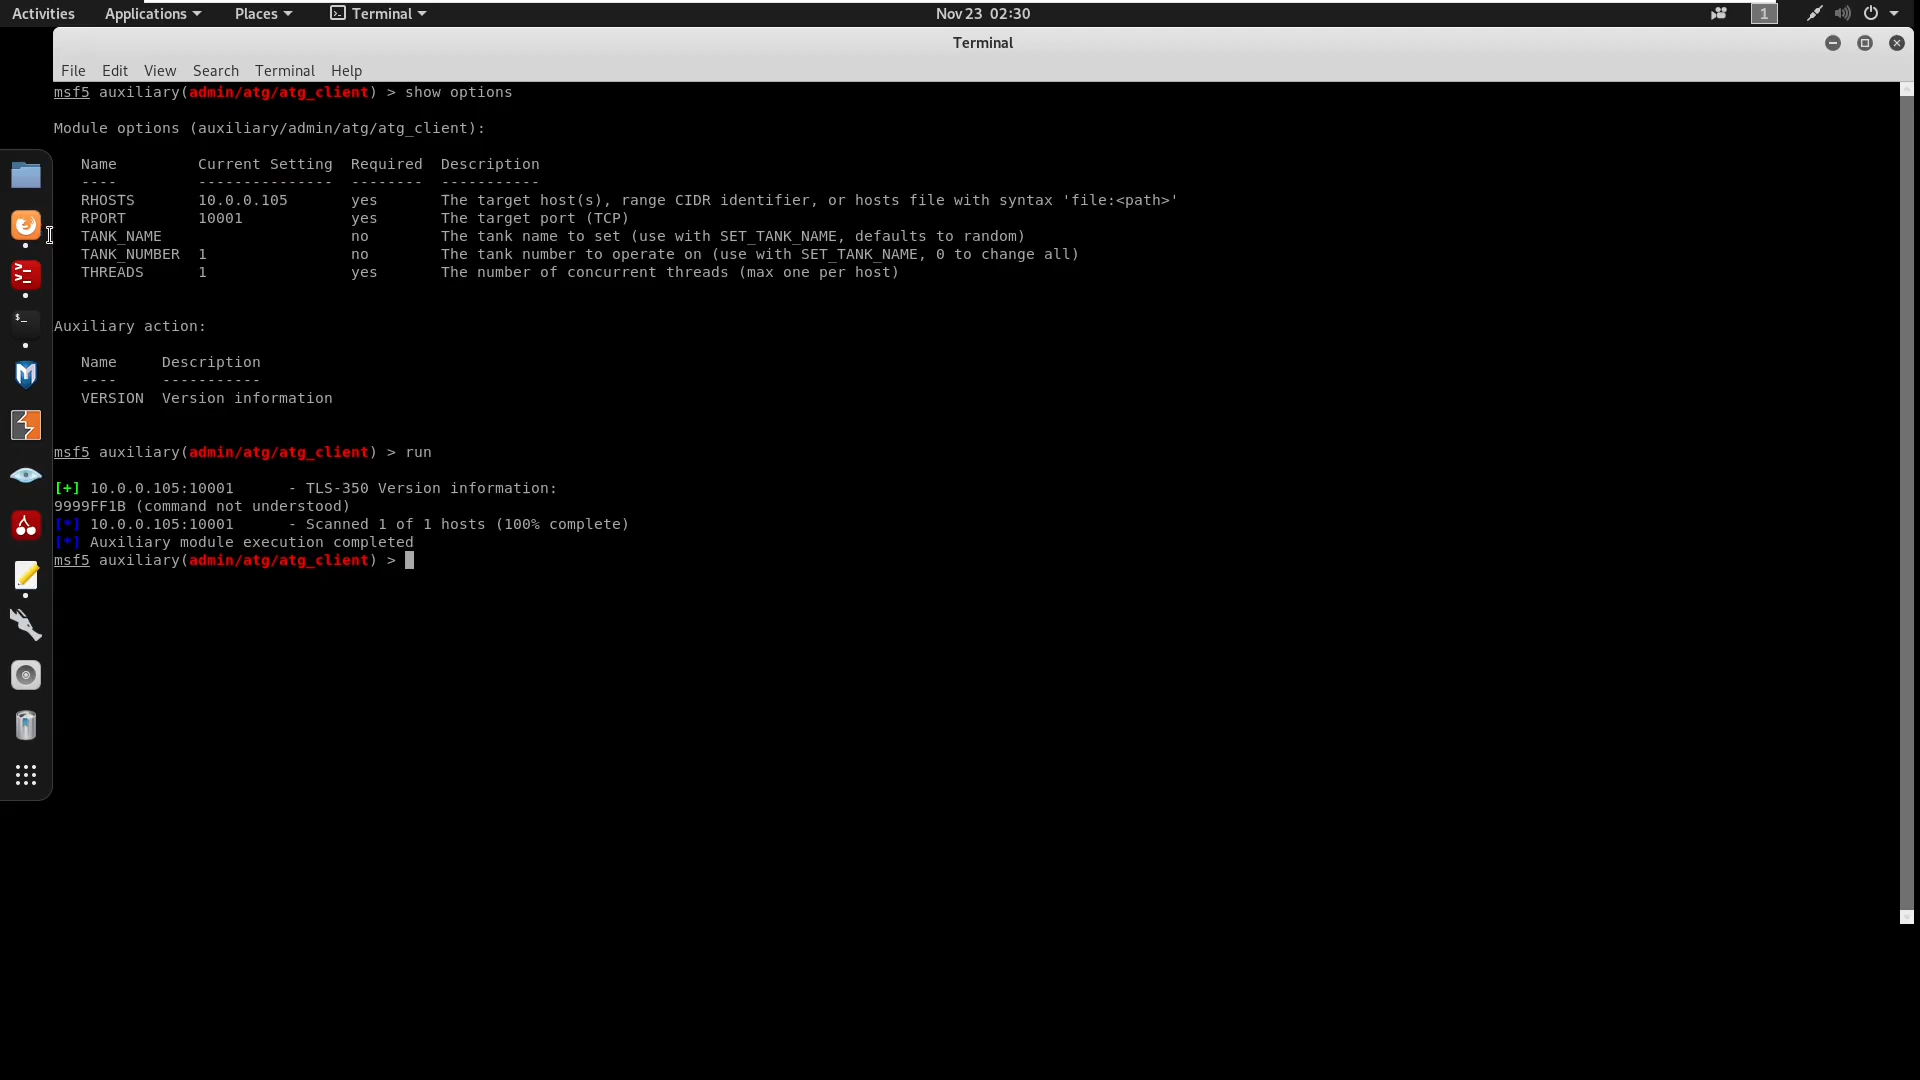 Activities Applications Places Terminal Nov 23 02:30 1
Terminal
File Edit View Search Terminal Help
msf5 auxiliary(admin/atg/atg_client) > show options
Module options (auxiliary/admin/atg/atg_client):
Name Current Setting Required Description
---- --------------- -------- -----------
RHOSTS 10.0.0.105 yes The target host(s), range CIDR identifier, or hosts file with syntax 'file:<path>'
RPORT 10001 yes The target port (TCP)
TANK_NAME no The tank name to set (use with SET_TANK_NAME, defaults to random)
TANK_NUMBER 1 no The tank number to operate on (use with SET_TANK_NAME, 0 to change all)
THREADS 1 yes The number of concurrent threads (max one per host)
Auxiliary action:
Name Description
---- -----------
VERSION Version information
msf5 auxiliary(admin/atg/atg_client) > run
[+] 10.0.0.105:10001 - TLS-350 Version information:
9999FF1B (command not understood)
[*] 10.0.0.105:10001 - Scanned 1 of 1 hosts (100% complete)
[*] Auxiliary module execution completed
msf5 auxiliary(admin/atg/atg_client) >